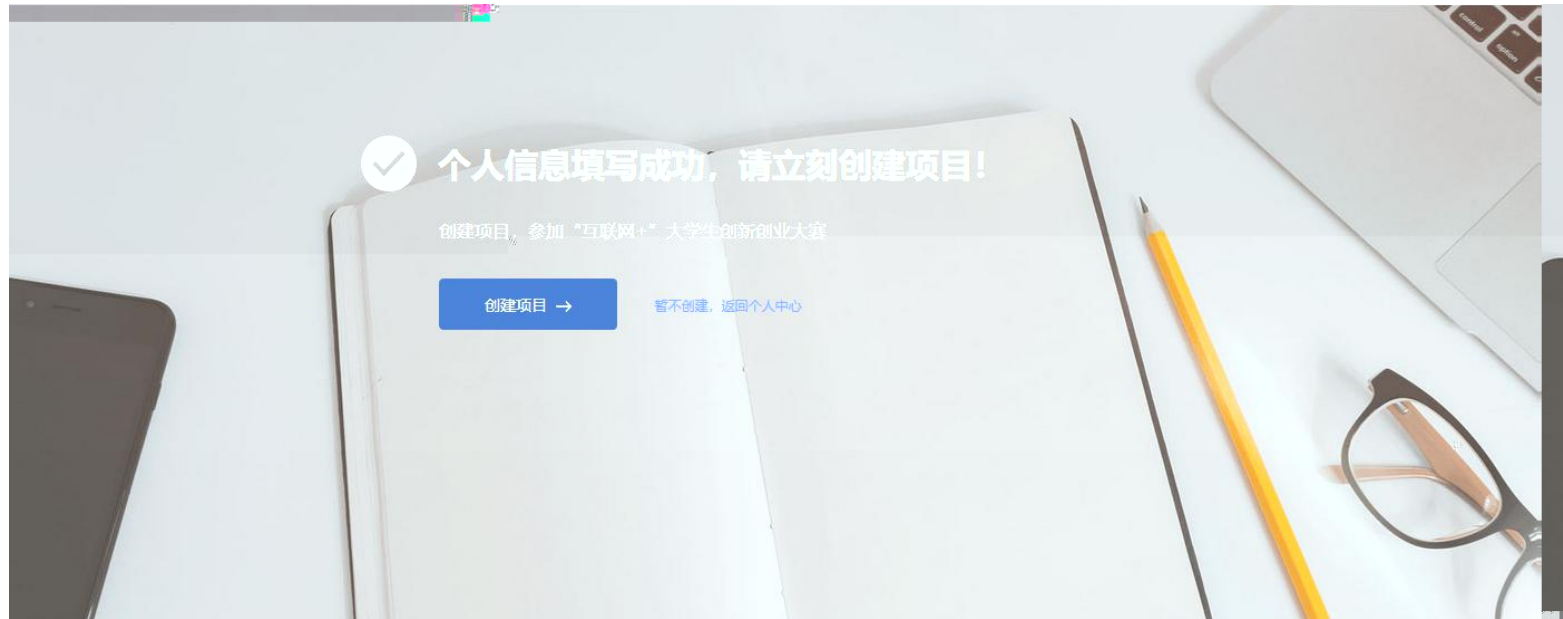 control
option
个人信息填写成功，请立刻创建项目！
创建项目，参加“互联网+”大学生创新创业大赛
创建项目 →
暂不创建，返回个人中心